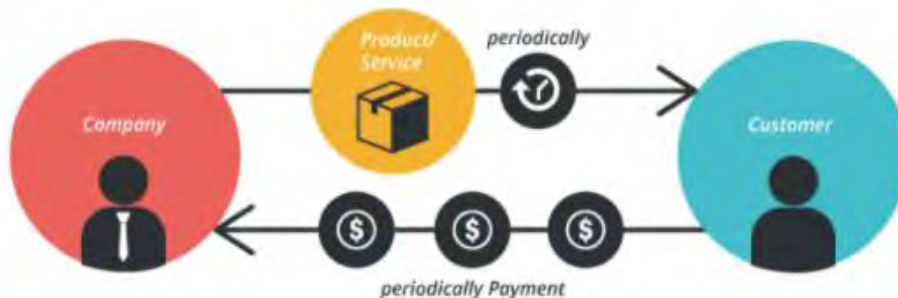 Company
Product/
Service
periodically
Customer
$ $ $
periodically Payment